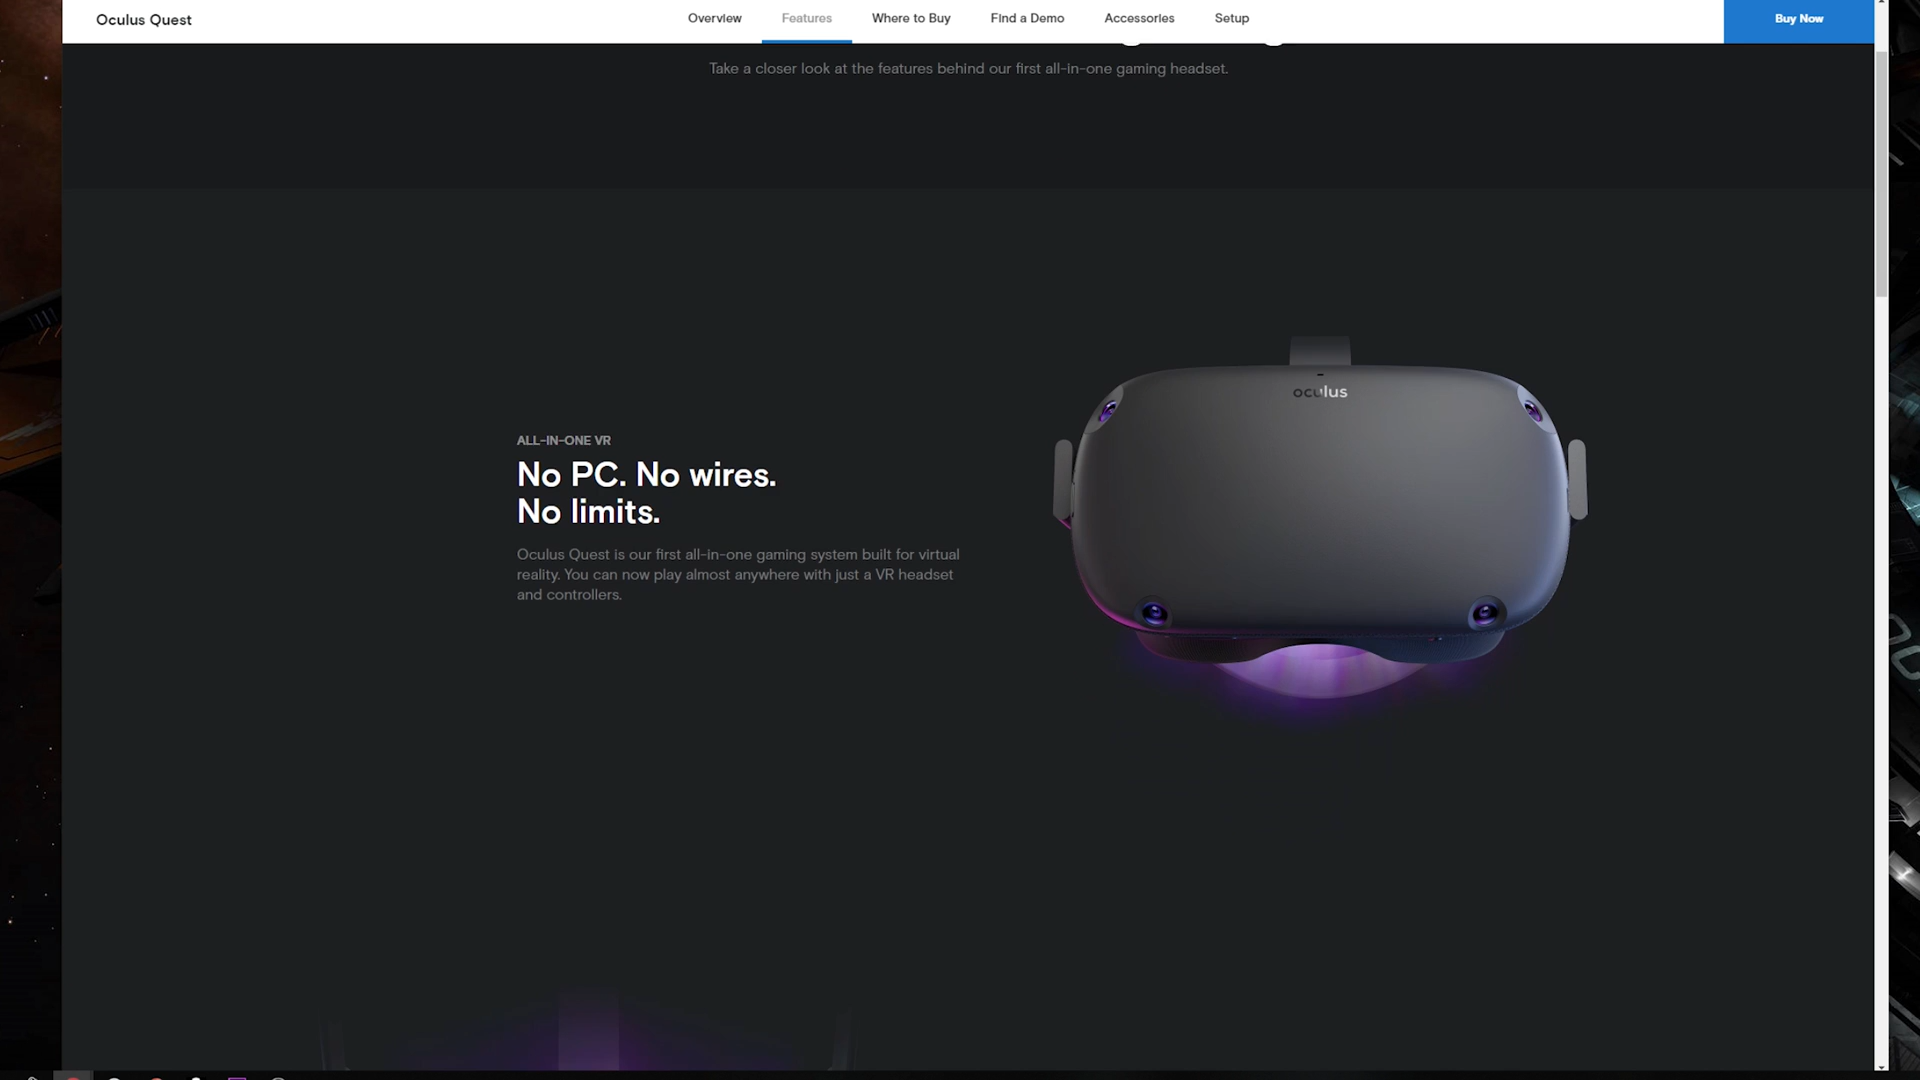 Oculus Quest
Overview
Features
Where to Buy
Find a Demo
Accessories
Setup
Buy Now
Take a closer look at the features behind our first all-in-one gaming headset.
oculus
ALL-IN-ONE VR
No PC. No wires.
No limits.
Oculus Quest is our first all-in-one gaming system built for virtual
reality. You can now play almost anywhere with just a VR headset
and controllers.